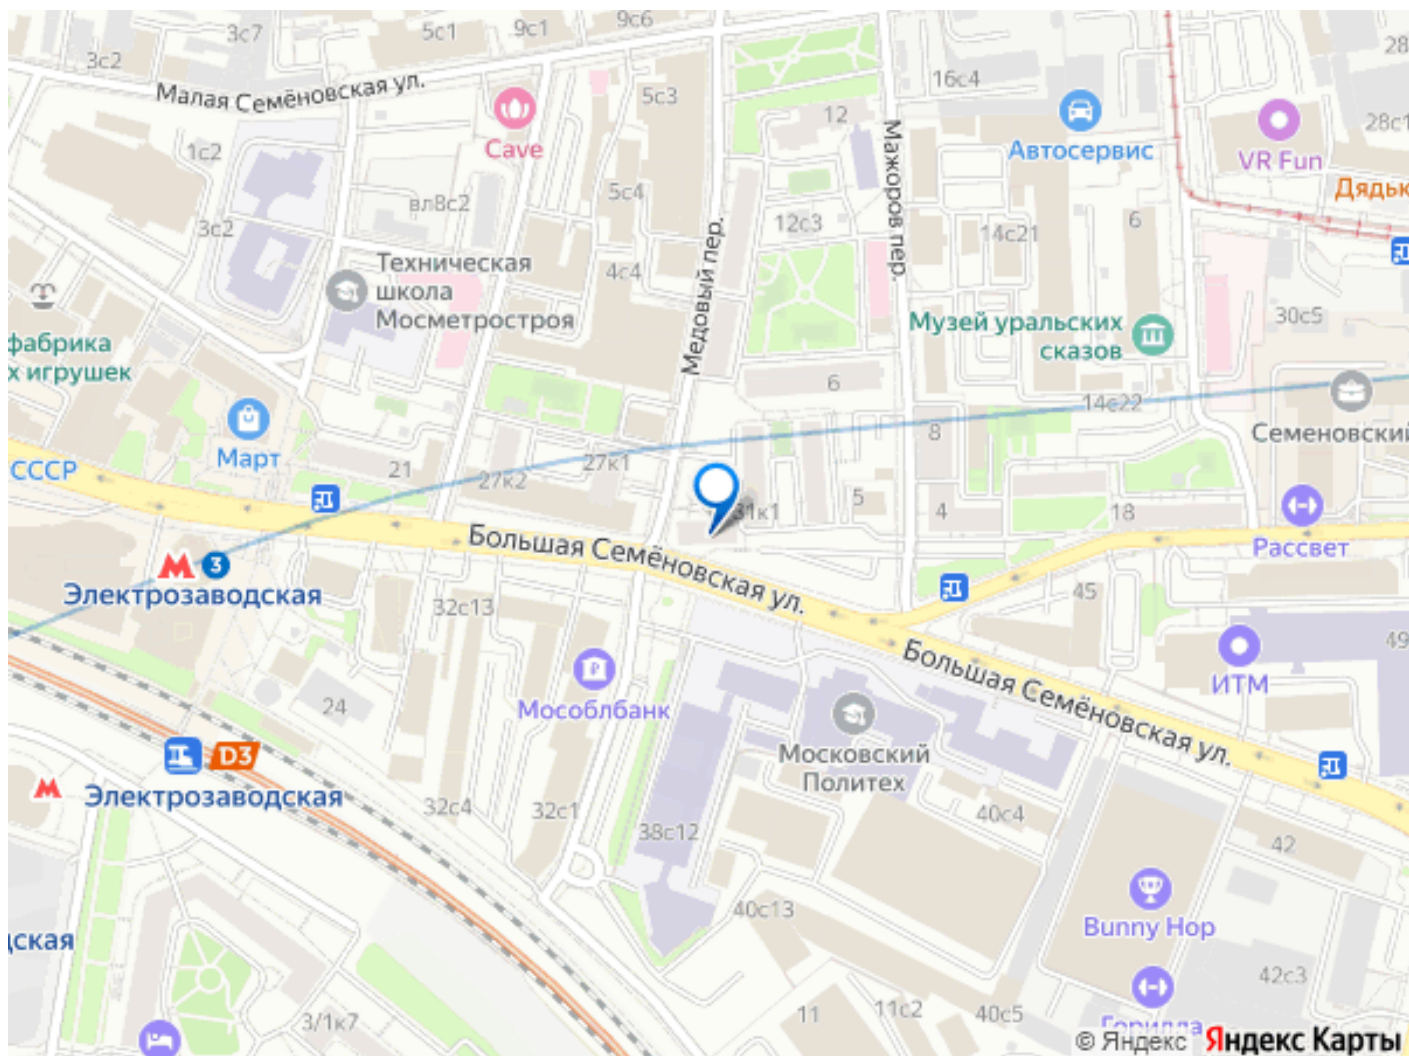 9с6
3с7
5с1
9с1
28
3с2
Малая Семёновская ул.
16с4
5с3
12
28с1
1с2
Cave
Автосервис
VR Fun
Мажоров пер.
Дядьк
вл8с2
5с4
3с2
12с3
6
14с21
Медовый пер.
Техническая
школа
Мосметростроя
4с4
30с5
Музей уральских
сказов
фабрика
х игрушек
6
14с22
8
Семеновский
СССР
Март
21
27к1
27к2
5
31к1
4
18
Рассвет
Большая Семёновская ул.
3
Электрозаводская
32с13
45
49
Большая Семёновская ул.
ИТМ
Мособлбанк
24
Московский
Политех
D3
Электрозаводская
32с4
32с1
38с12
40с4
42
40с13
Bunny Hop
дская
42с3
11
11с2
40с5
Горилла
3/1к7
© Яндекс Яндекс Карты